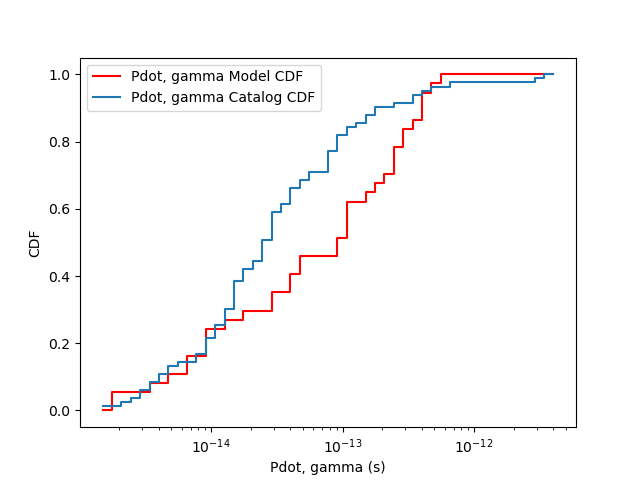 Pdot, gamma Model CDF
Pdot, gamma Catalog CDF
1.0
0.8
0.6
0.4
0.2
0.0
CDF
10⁻¹⁴ 10⁻¹³ 10⁻¹²
Pdot, gamma (s)